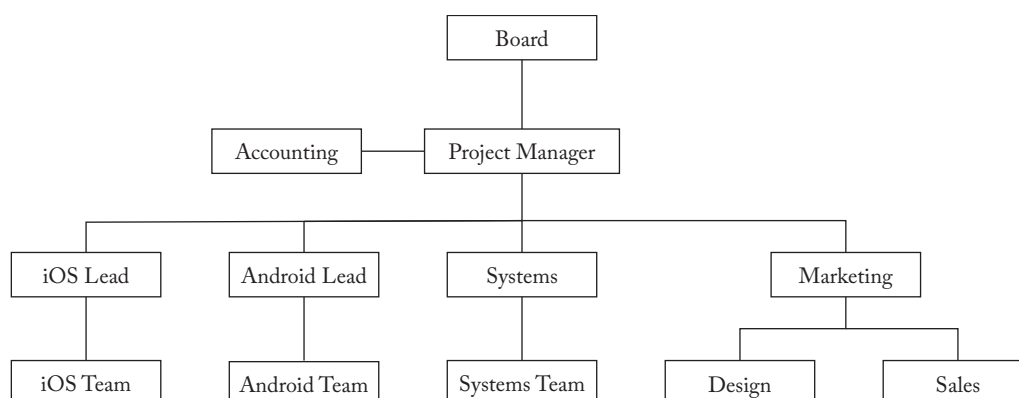 Board
Accounting
Project Manager
iOS Lead
Android Lead
Systems
Marketing
iOS Team
Android Team
Systems Team
Design
Sales